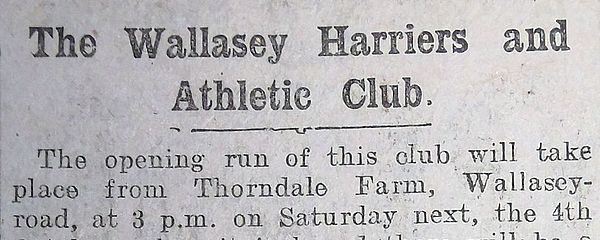 The Wallasey Harriers and
Athletic Club.
The opening run of this club will take
place from Thorndale Farm, Wallasey-
road, at 3 p.m. on Saturday next, the 4th